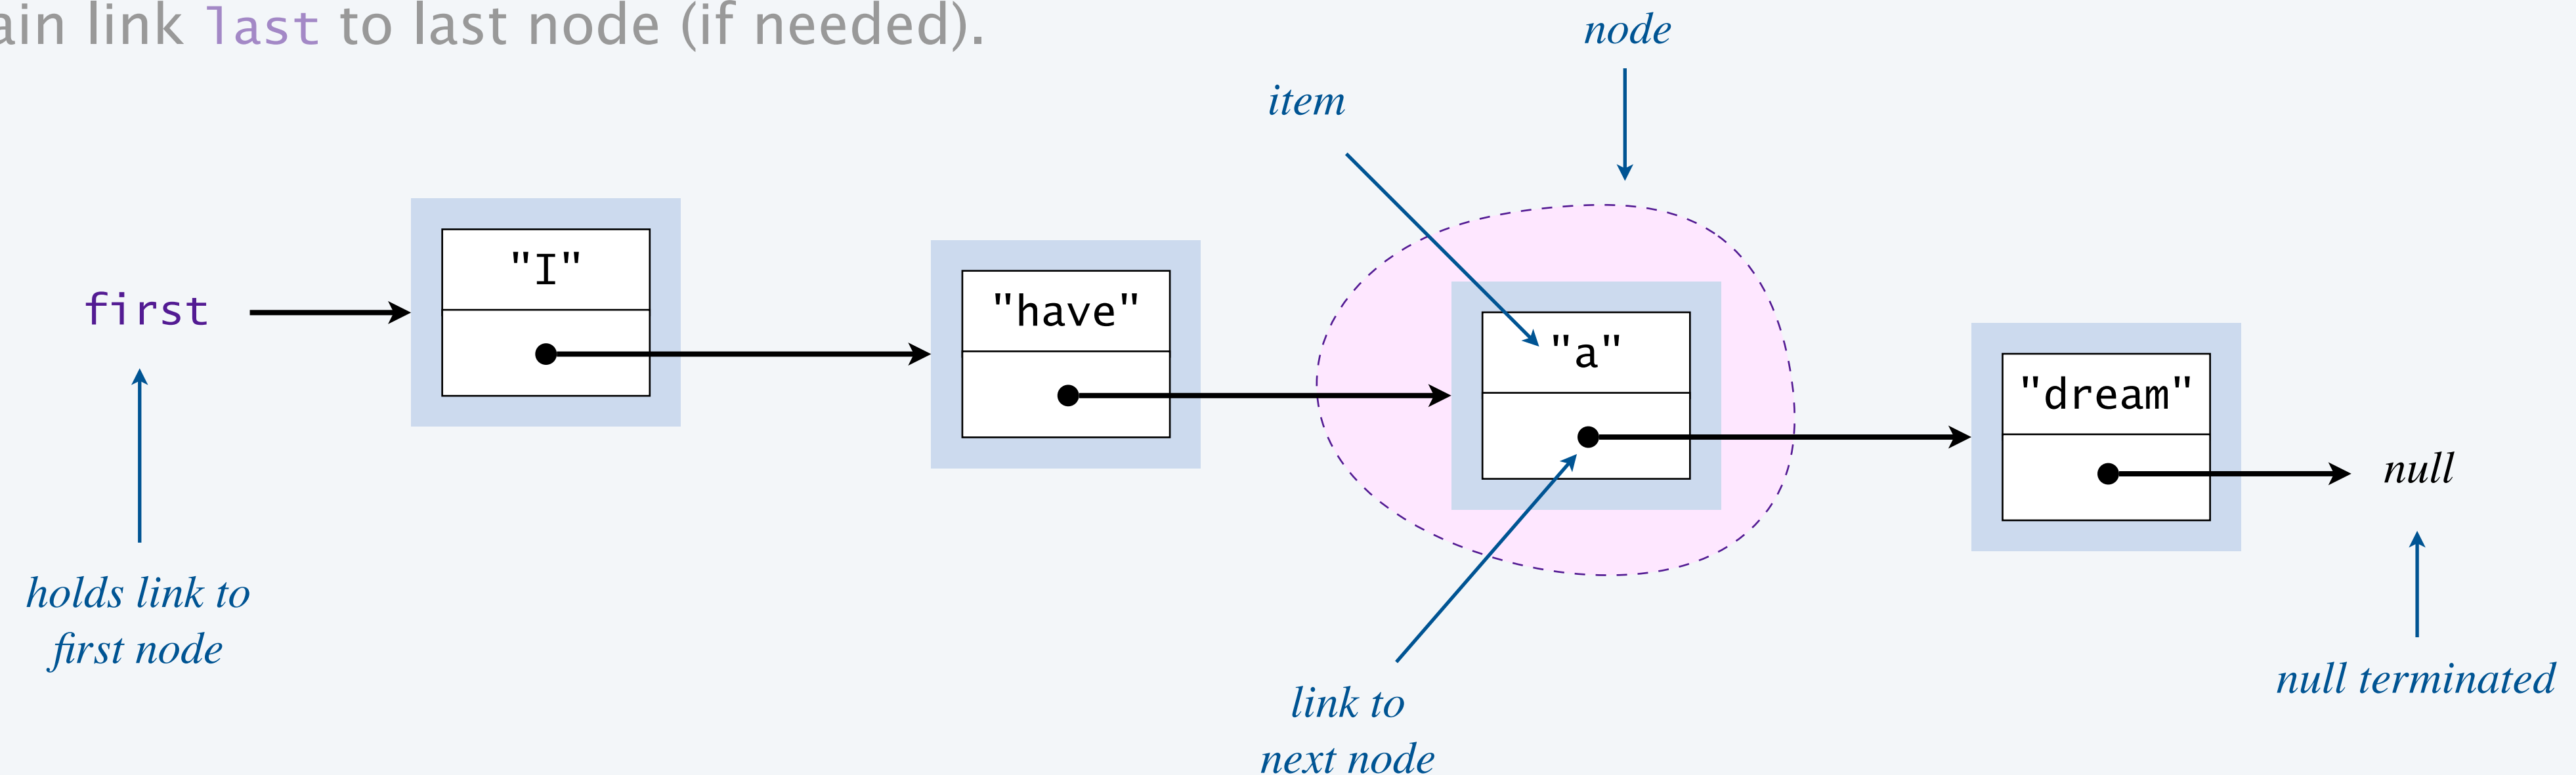 ain link last to last node (if needed).
node
item
"I"
first
"have"
"a"
"dream"
null
holds link to
first node
link to
next node
null terminated